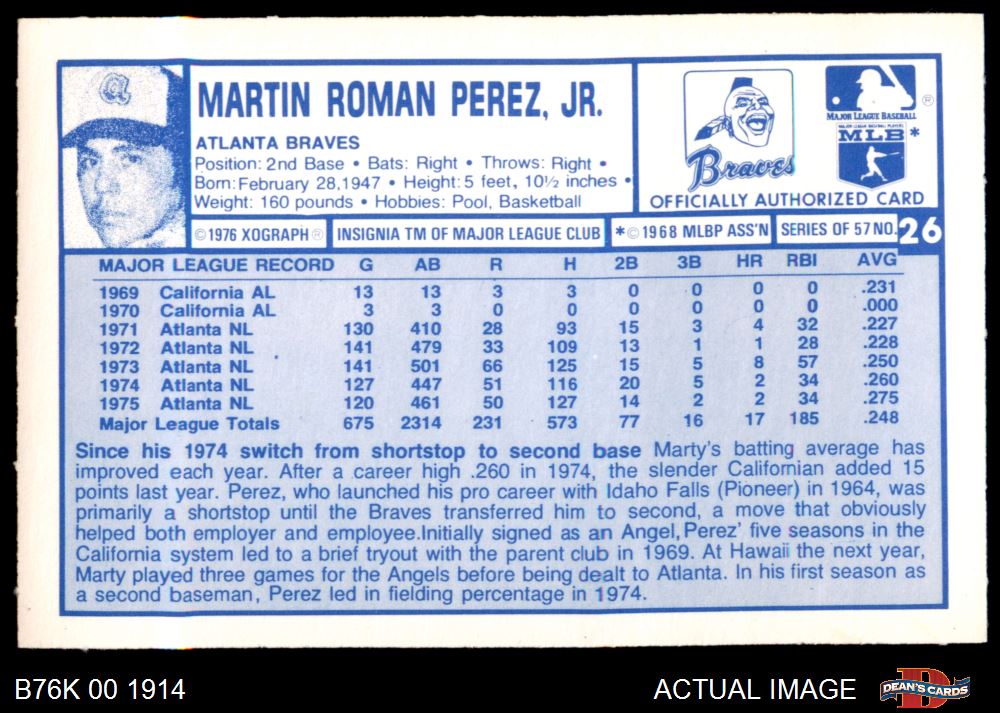 a
MARTIN ROMAN PEREZ, JR.
ATLANTA BRAVES
Position: 2nd Base • Bats: Right • Throws: Right •
Born: February 28, 1947 • Height: 5 feet, 10½ inches •
Weight: 160 pounds • Hobbies: Pool, Basketball
Braves
® MAJOR LEAGUE BASEBALL
MAJOR LEAGUE BASEBALL PLAYERS
MLB *
OFFICIALLY AUTHORIZED CARD
©1976 XOGRAPH® INSIGNIA TM OF MAJOR LEAGUE CLUB *©1968 MLBP ASS'N SERIES OF 57 NO. 26
MAJOR LEAGUE RECORD G AB R H 2B 3B HR RBI AVG
1969 California AL 13 13 3 3 0 0 0 0 .231
1970 California AL 3 3 0 0 0 0 0 0 .000
1971 Atlanta NL 130 410 28 93 15 3 4 32 .227
1972 Atlanta NL 141 479 33 109 13 1 1 28 .228
1973 Atlanta NL 141 501 66 125 15 5 8 57 .250
1974 Atlanta NL 127 447 51 116 20 5 2 34 .260
1975 Atlanta NL 120 461 50 127 14 2 2 34 .275
Major League Totals 675 2314 231 573 77 16 17 185 .248
Since his 1974 switch from shortstop to second base Marty's batting average has
improved each year. After a career high .260 in 1974, the slender Californian added 15
points last year. Perez, who launched his pro career with Idaho Falls (Pioneer) in 1964, was
primarily a shortstop until the Braves transferred him to second, a move that obviously
helped both employer and employee.Initially signed as an Angel, Perez' five seasons in the
California system led to a brief tryout with the parent club in 1969. At Hawaii the next year,
Marty played three games for the Angels before being dealt to Atlanta. In his first season as
a second baseman, Perez led in fielding percentage in 1974.
B76K 00 1914
ACTUAL IMAGE
D
DEAN'S CARDS